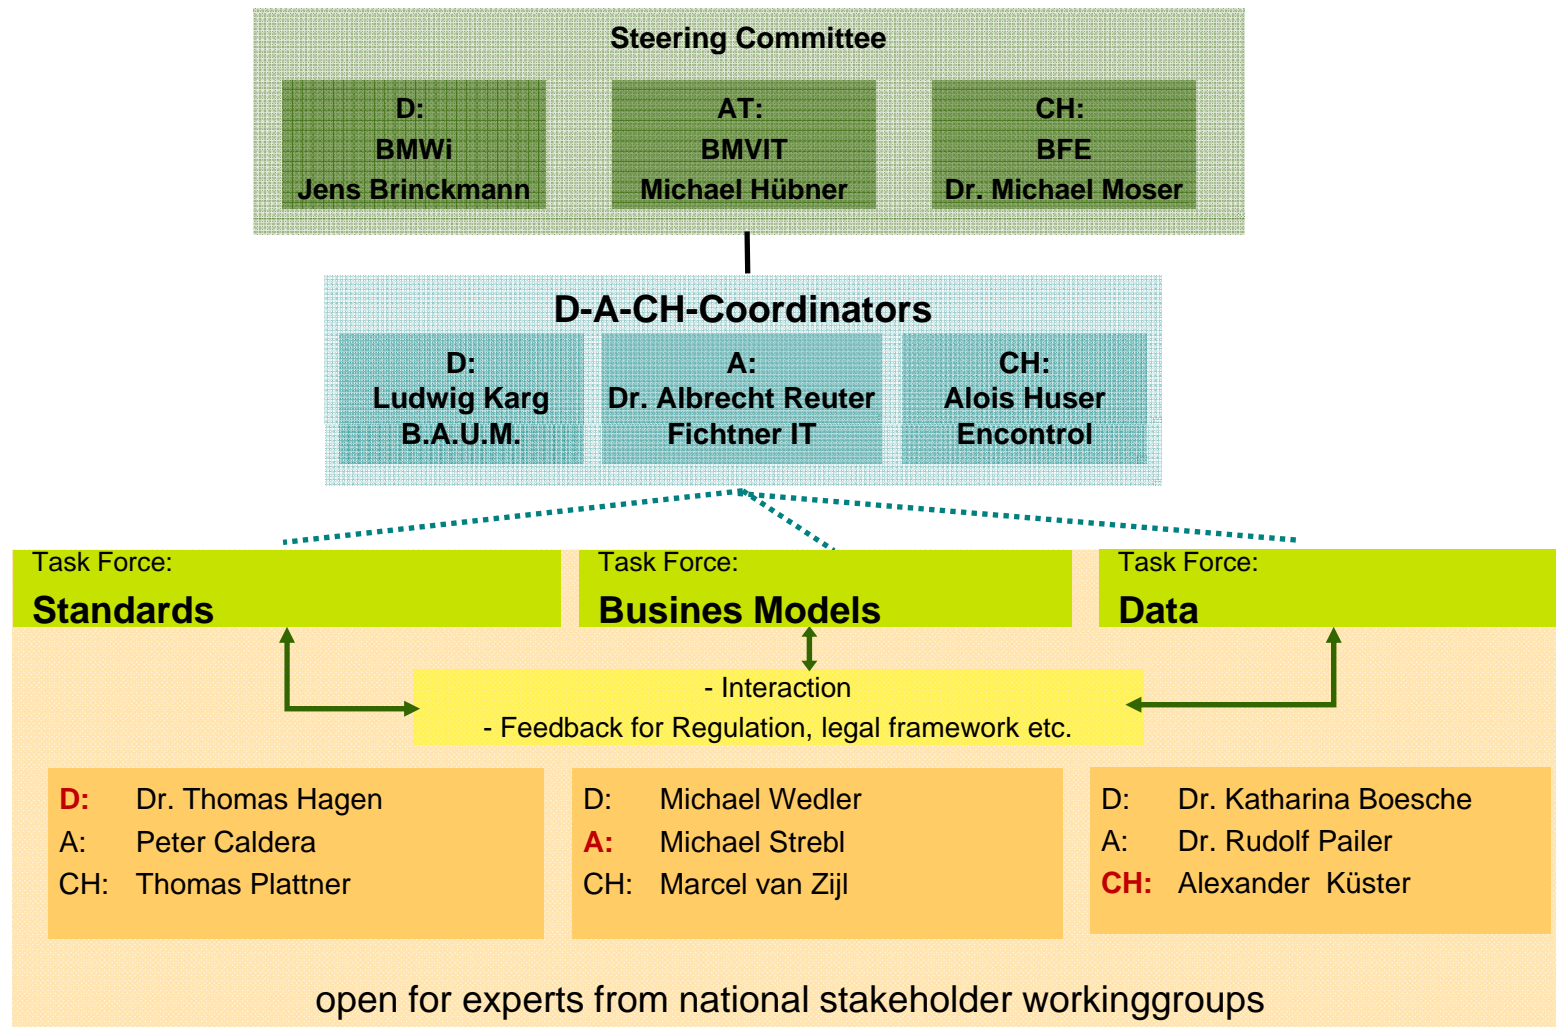 Steering Committee
D:
BMWi
Jens Brinckmann
AT:
BMVIT
Michael Hübner
CH:
BFE
Dr. Michael Moser
D-A-CH-Coordinators
D:
Ludwig Karg
B.A.U.M.
A:
Dr. Albrecht Reuter
Fichtner IT
CH:
Alois Huser
Encontrol
Task Force:
Standards
Task Force:
Busines Models
Task Force:
Data
- Interaction
- Feedback for Regulation, legal framework etc.
D: Dr. Thomas Hagen
A: Peter Caldera
CH: Thomas Plattner
D: Michael Wedler
A: Michael Strebl
CH: Marcel van Zijl
D: Dr. Katharina Boesche
A: Dr. Rudolf Pailer
CH: Alexander Küster
open for experts from national stakeholder workinggroups